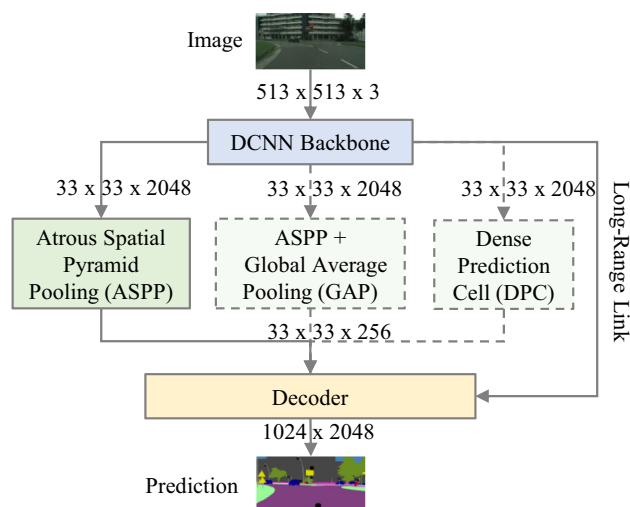 Image
513 x 513 x 3
DCNN Backbone
33 x 33 x 2048
33 x 33 x 2048
33 x 33 x 2048
Long-Range Link
Atrous Spatial
Pyramid
Pooling (ASPP)
ASPP +
Global Average
Pooling (GAP)
Dense
Prediction
Cell (DPC)
33 x 33 x 256
Decoder
1024 x 2048
Prediction